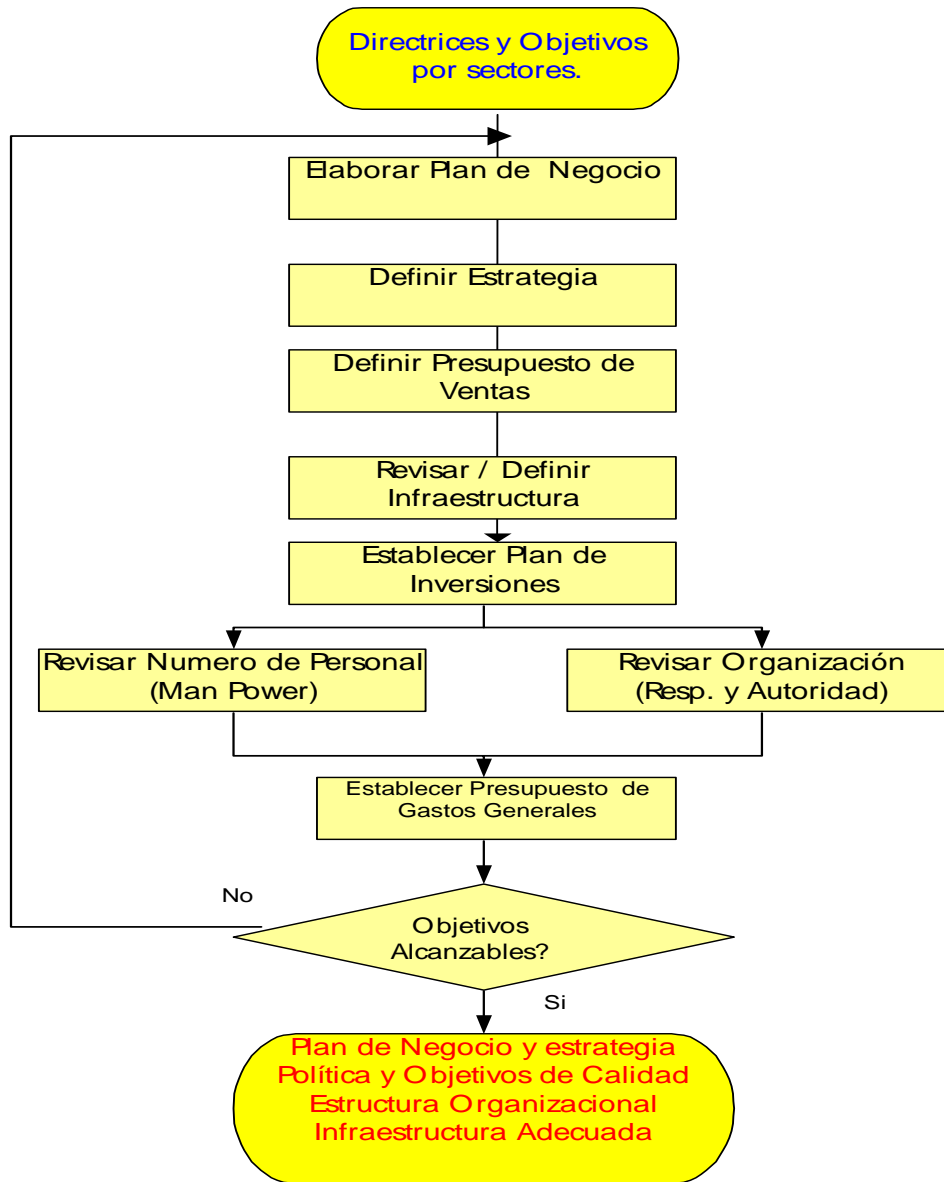 Directrices y Objetivos
por sectores.
Elaborar Plan de Negocio
Definir Estrategia
Definir Presupuesto de
Ventas
Revisar / Definir
Infraestructura
Establecer Plan de
Inversiones
Revisar Numero de Personal
(Man Power)
Revisar Organización
(Resp. y Autoridad)
Establecer Presupuesto de
Gastos Generales
No
Objetivos
Alcanzables?
Si
Plan de Negocio y estrategia
Política y Objetivos de Calidad
Estructura Organizacional
Infraestructura Adecuada